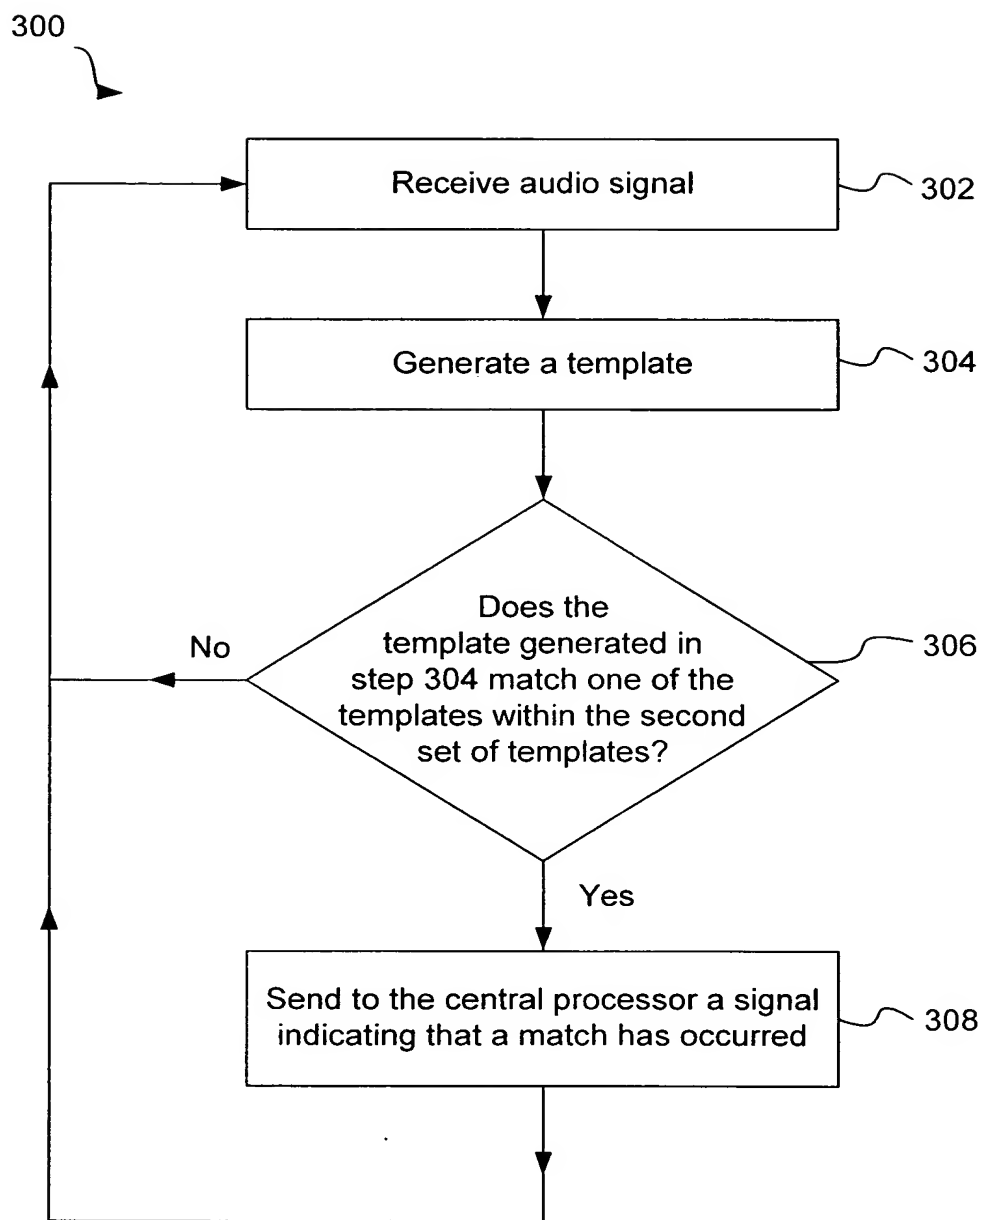 300
Receive audio signal
302
Generate a template
304
Does the
template generated in
step 304 match one of the
templates within the second
set of templates?
306
No
Yes
Send to the central processor a signal
indicating that a match has occurred
308